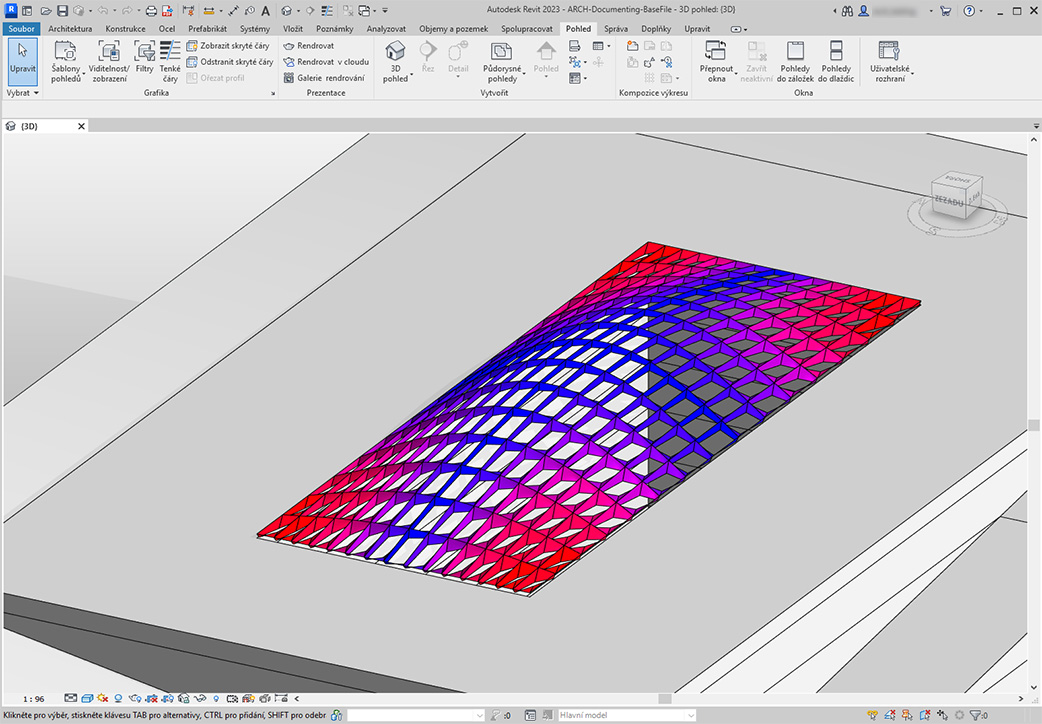 Autodesk Revit 2023 - ARCH-Documenting-BaseFile - 3D pohled: {3D}
Soubor Architektura Konstrukce Ocel Prefabrikát Systémy Vložit Poznámky Analyzovat Objemy a pozemek Spolupracovat Pohled Správa Doplňky Upravit
Upravit
Šablony pohledů
Viditelnost/ zobrazení
Filtry
Tenké čáry
Zobrazit skryté čáry
Odstranit skryté čáry
Ořezat profil
Rendrovat
Rendrovat v cloudu
Galerie rendrování
3D pohled
Řez
Detail
Půdorysné pohledy
Pohled
Přepnout okna
Zavřít neaktivní
Pohledy do záložek
Pohledy do dlaždic
Uživatelské rozhraní
Vybrat Grafika Prezentace Vytvořit Kompozice výkresu Okna
{3D}
ZEZADU
1 : 96
Klikněte pro výběr, stiskněte klávesu TAB pro alternativy, CTRL pro přidání, SHIFT pro odebr
:0
Hlavní model
:0